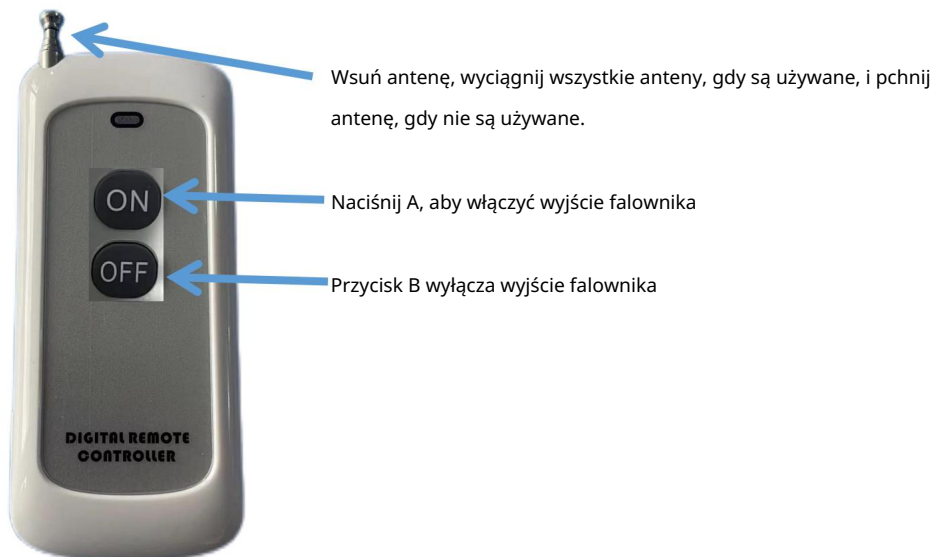 Wsuń antenę, wyciągnij wszystkie anteny, gdy są używane, i pchnij
antenę, gdy nie są używane.
ON
Naciśnij A, aby włączyć wyjście falownika
OFF
Przycisk B wyłącza wyjście falownika
DIGITAL REMOTE
CONTROLLER